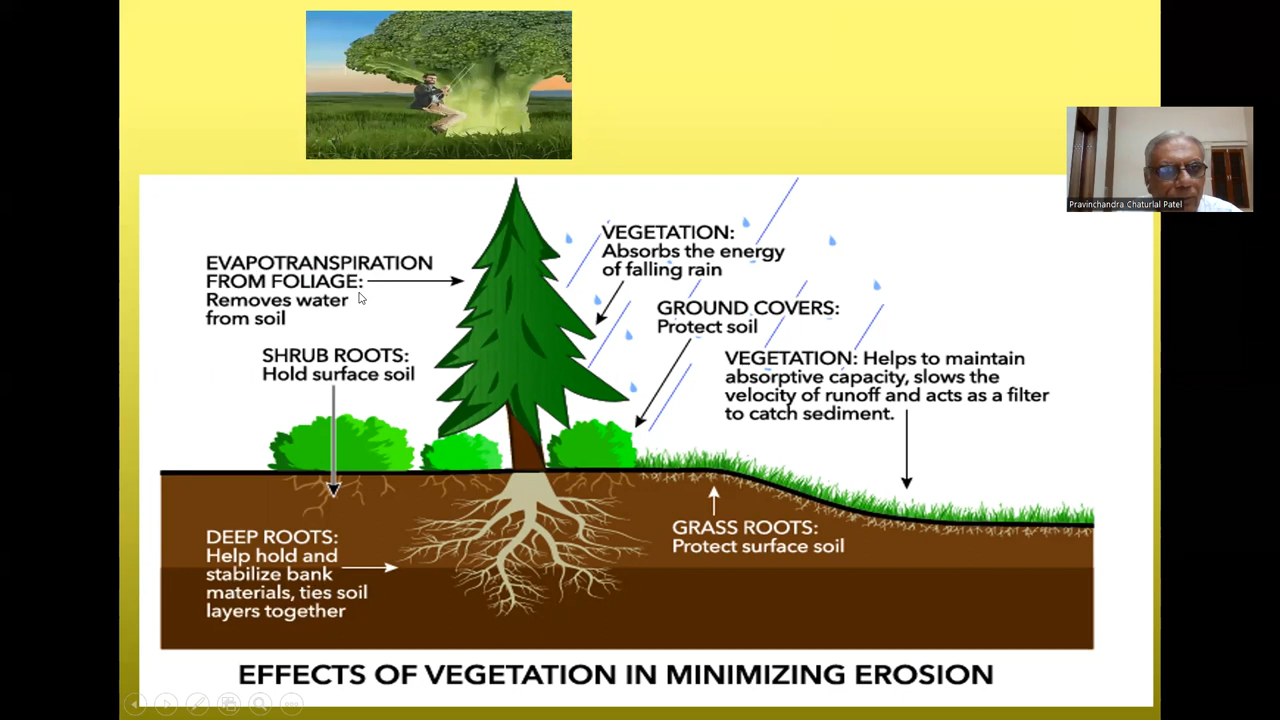 Pravinchandra Chaturlal Patel
EVAPOTRANSPIRATION
FROM FOLIAGE:
Removes water
from soil
VEGETATION:
Absorbs the energy
of falling rain
GROUND COVERS:
Protect soil
SHRUB ROOTS:
Hold surface soil
VEGETATION: Helps to maintain
absorptive capacity, slows the
velocity of runoff and acts as a filter
to catch sediment.
DEEP ROOTS:
Help hold and
stabilize bank
materials, ties soil
layers together
GRASS ROOTS:
Protect surface soil
EFFECTS OF VEGETATION IN MINIMIZING EROSION